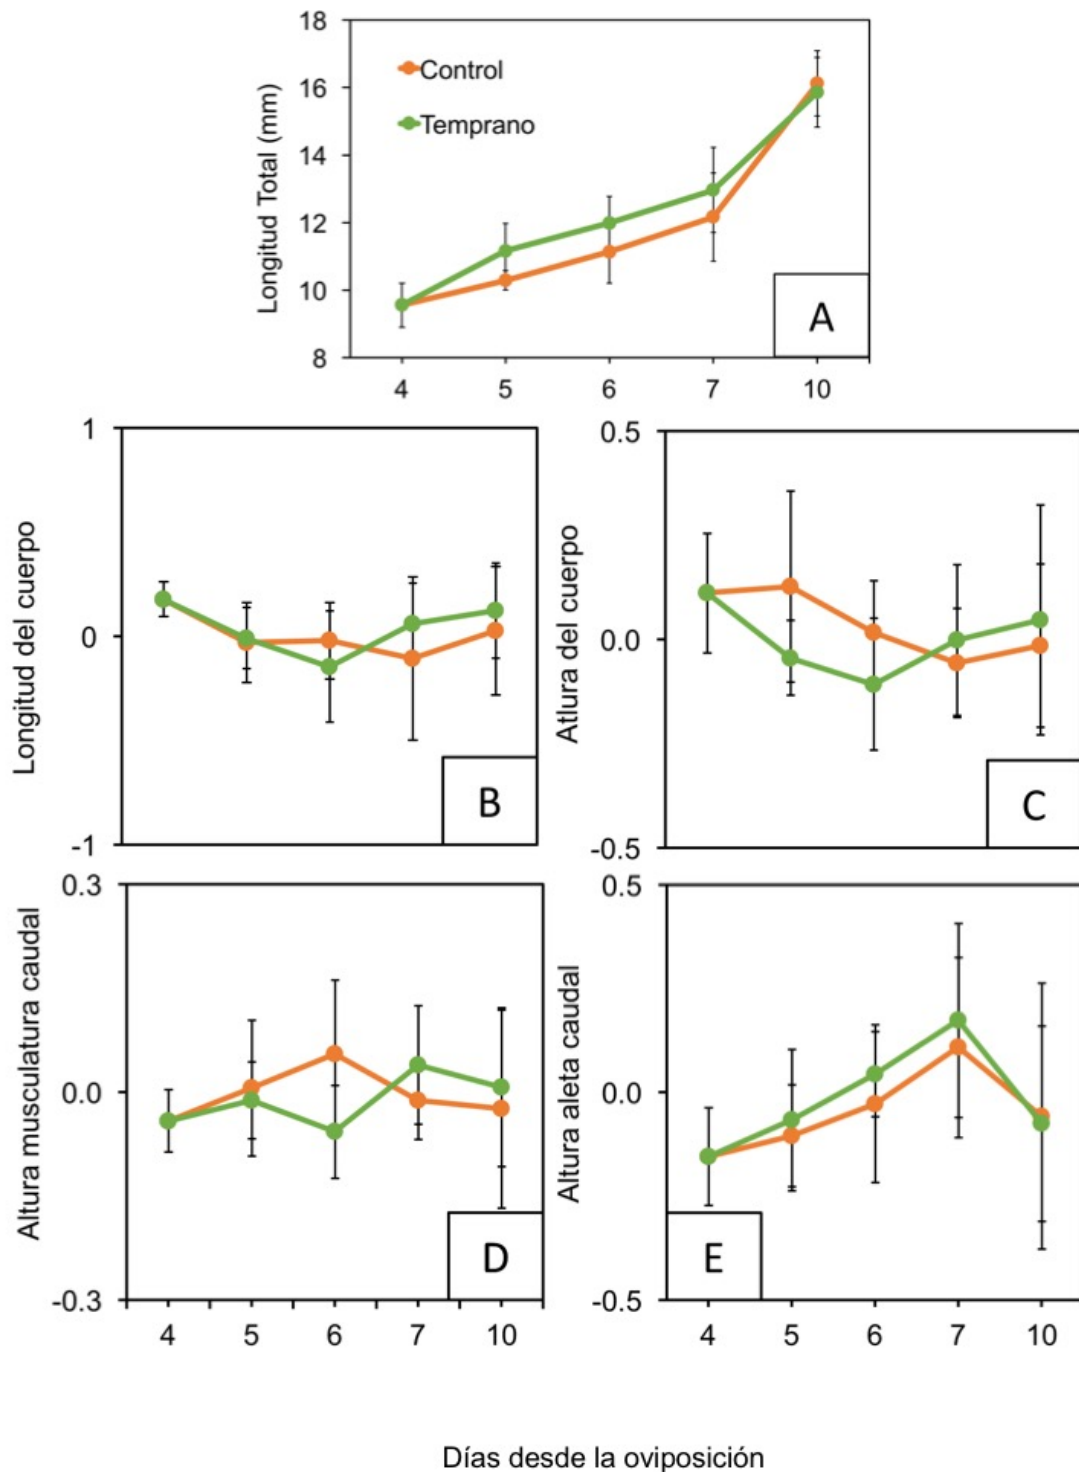 18
16
14
12
10
8
Longitud Total (mm)
Control
Temprano
A
4 5 6 7 10
1
0
-1
Longitud del cuerpo
B
0.5
0.0
-0.5
Atlura del cuerpo
C
0.3
0.0
-0.3
Altura musculatura caudal
D
4 5 6 7 10
0.5
0.0
-0.5
Altura aleta caudal
E
4 5 6 7 10
Días desde la oviposición